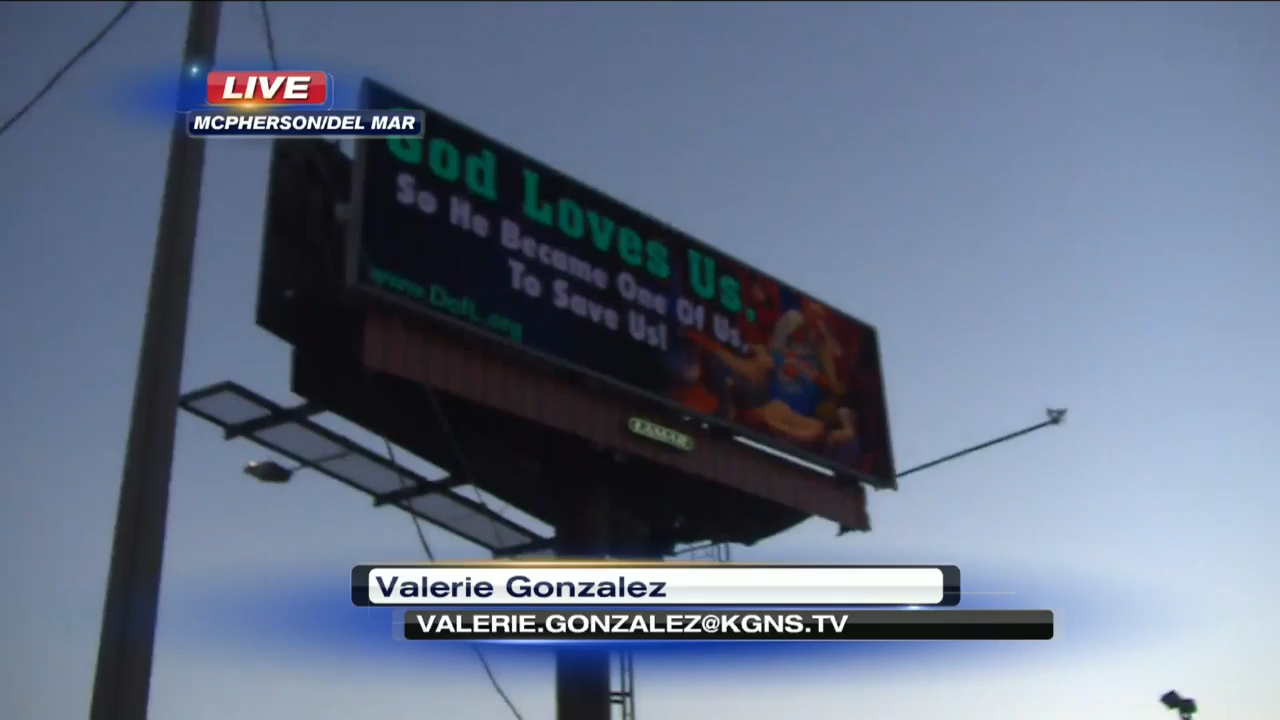 LIVE
MCPHERSON/DEL MAR
God Loves Us,
So He Became One Of Us,
To Save Us!
www.DofL.org
LAMAR
Valerie Gonzalez
VALERIE.GONZALEZ@KGNS.TV